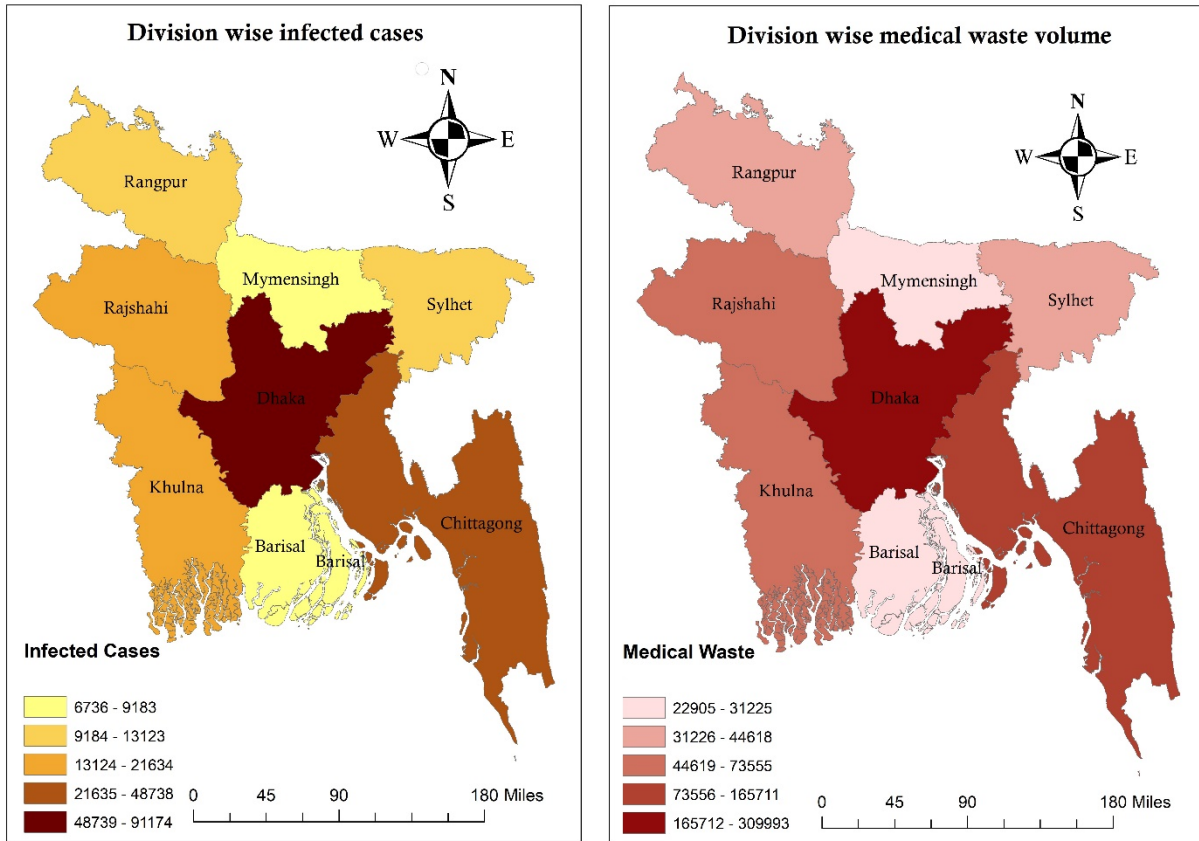 Division wise infected cases
N
W E
S
Rangpur
Mymensingh
Rajshahi
Sylhet
Dhaka
Khulna
Chittagong
Barisal
Barisal
Infected Cases
6736 - 9183
9184 - 13123
13124 - 21634
21635 - 48738
48739 - 91174
0 45 90 180 Miles
Division wise medical waste volume
N
W E
S
Rangpur
Mymensingh
Rajshahi
Sylhet
Dhaka
Khulna
Chittagong
Barisal
Barisal
Medical Waste
22905 - 31225
31226 - 44618
44619 - 73555
73556 - 165711
165712 - 309993
0 45 90 180 Miles